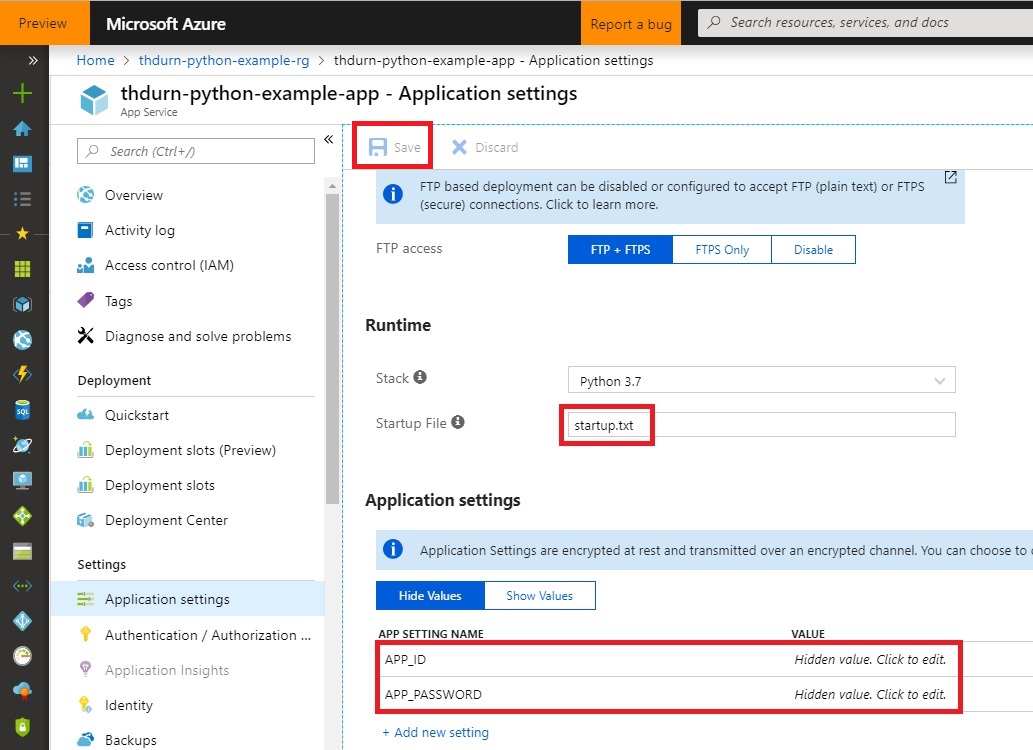 Preview
Microsoft Azure
Report a bug
Search resources, services, and docs
Home > thdurn-python-example-rg > thdurn-python-example-app - Application settings
thdurn-python-example-app - Application settings
App Service
Search (Ctrl+/)
Overview
Activity log
Access control (IAM)
Tags
Diagnose and solve problems
Deployment
Quickstart
Deployment slots (Preview)
Deployment slots
Deployment Center
Settings
Application settings
Authentication / Authorization ...
Application Insights
Identity
Backups
SQL
Save
Discard
FTP based deployment can be disabled or configured to accept FTP (plain text) or FTPS
(secure) connections. Click to learn more.
FTP access
FTP + FTPS
FTPS Only
Disable
Runtime
Stack
Python 3.7
Startup File
startup.txt
Application settings
Application Settings are encrypted at rest and transmitted over an encrypted channel. You can choose to
Hide Values
Show Values
APP SETTING NAME VALUE
APP_ID Hidden value. Click to edit.
APP_PASSWORD Hidden value. Click to edit.
+ Add new setting